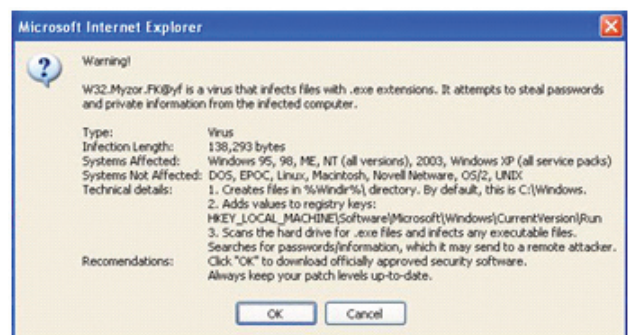 Microsoft Internet Explorer
Warning!
W32.Myzor.FK@yf is a virus that infects files with .exe extensions. It attempts to steal passwords
and private information from the infected computer.
Type: Virus
Infection Length: 138,293 bytes
Systems Affected: Windows 95, 98, ME, NT (all versions), 2003, Windows XP (all service packs)
Systems Not Affected: DOS, EPOC, Linux, Macintosh, Novell Netware, OS/2, UNIX
Technical details: 1. Creates files in %Windir%\ directory. By default, this is C:\Windows.
2. Adds values to registry keys:
HKEY_LOCAL_MACHINE\Software\Microsoft\Windows\CurrentVersion\Run
3. Scans the hard drive for .exe files and infects any executable files.
Searches for passwords/information, which it may send to a remote attacker.
Recomendations: Click "OK" to download officially approved security software.
Always keep your patch levels up-to-date.
OK Cancel